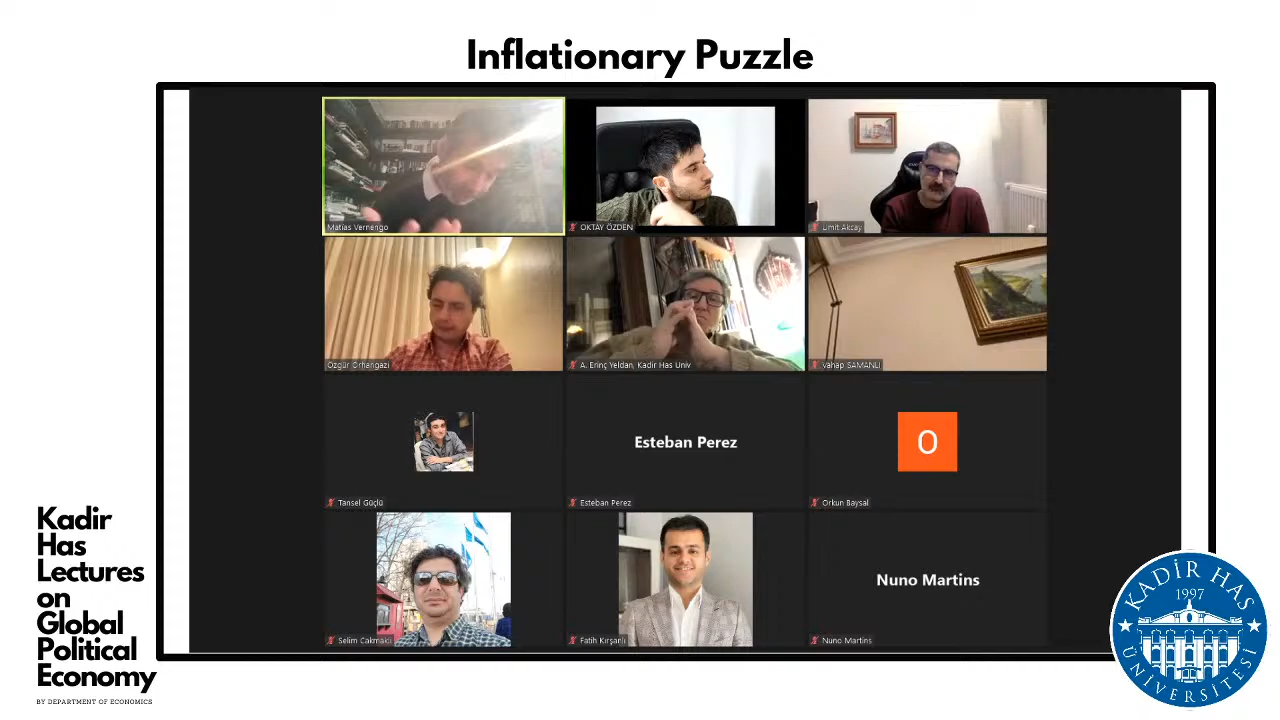 Inflationary Puzzle
Matias Vernengo
OKTAY ÖZDEN
Ümit Akcay
Özgür Orhangazi
A. Erinç Yeldan, Kadir Has Univ
Vahap SAMANLI
Tansel Güçlü
Esteban Perez
Esteban Perez
O
Orkun Baysal
Selim Cakmaklı
Fatih Kırşanlı
Nuno Martins
Nuno Martins
Kadir
Has
Lectures
on
Global
Political
Economy
BY DEPARTMENT OF ECONOMICS
KADİR HAS
1997
ÜNİVERSİTESİ